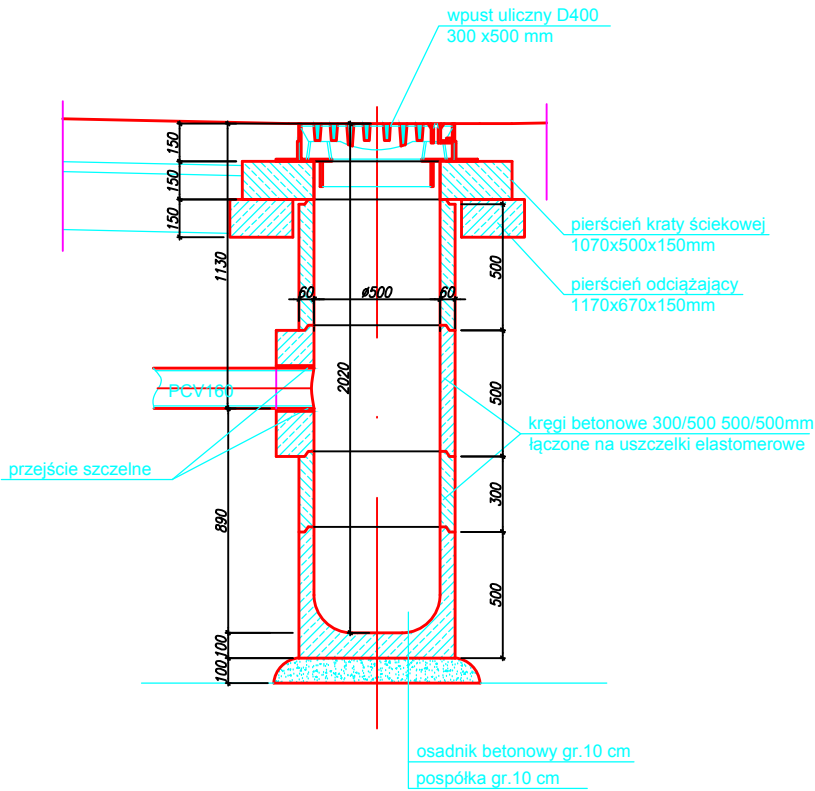 wpust uliczny D400
300 x500 mm
150
150
150
1130
pierścień kraty ściekowej
1070x500x150mm
500
pierścień odciążający
1170x670x150mm
60
ø500
60
2020
PCV160
500
kręgi betonowe 300/500 500/500mm
łączone na uszczelki elastomerowe
przejście szczelne
300
890
500
100
100
osadnik betonowy gr.10 cm
pospółka gr.10 cm